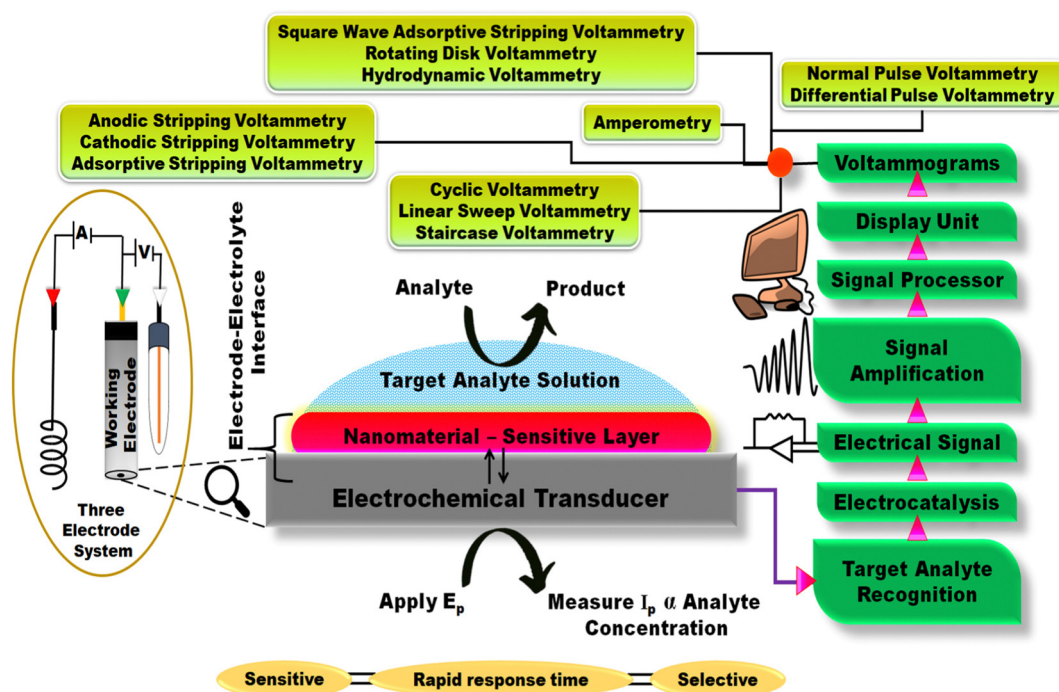 Square Wave Adsorptive Stripping Voltammetry
Rotating Disk Voltammetry
Hydrodynamic Voltammetry
Normal Pulse Voltammetry
Differential Pulse Voltammetry
Anodic Stripping Voltammetry
Cathodic Stripping Voltammetry
Adsorptive Stripping Voltammetry
Amperometry
Cyclic Voltammetry
Linear Sweep Voltammetry
Staircase Voltammetry
Voltammograms
Display Unit
Signal Processor
Signal
Amplification
Electrical Signal
Electrocatalysis
Target Analyte
Recognition
A
V
Working
Electrode
Three
Electrode
System
Electrode-Electrolyte
Interface
Analyte
Product
Target Analyte Solution
Nanomaterial – Sensitive Layer
Electrochemical Transducer
Apply Eₚ
Measure Iₚ α Analyte
Concentration
Sensitive
Rapid response time
Selective